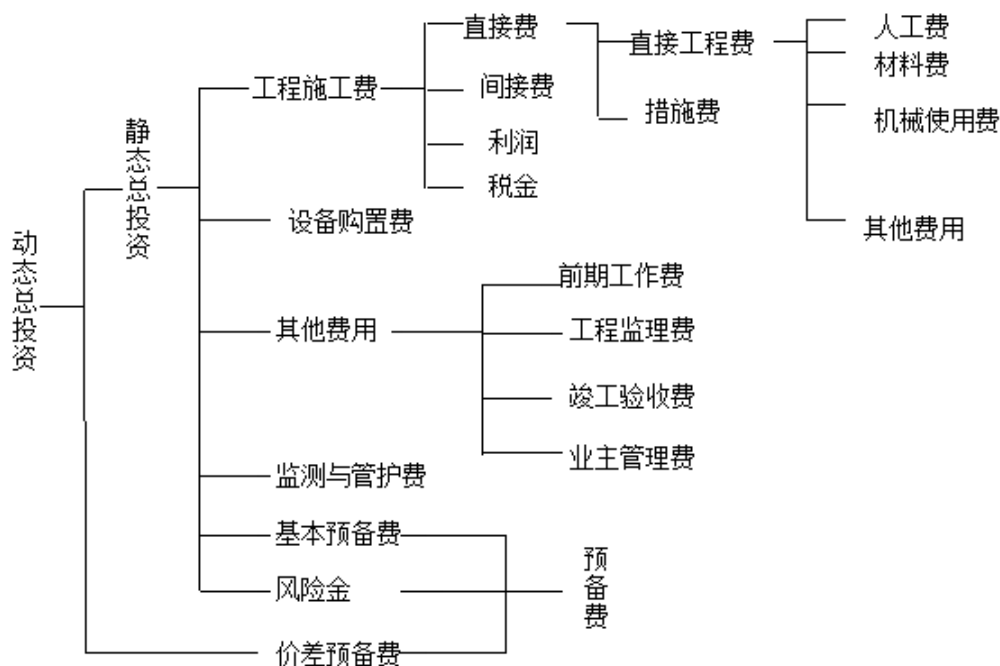 动态总投资
静态总投资
工程施工费
直接费
直接工程费
人工费
材料费
机械使用费
其他费用
措施费
间接费
利润
税金
设备购置费
其他费用
前期工作费
工程监理费
竣工验收费
业主管理费
监测与管护费
基本预备费
风险金
价差预备费
预备费